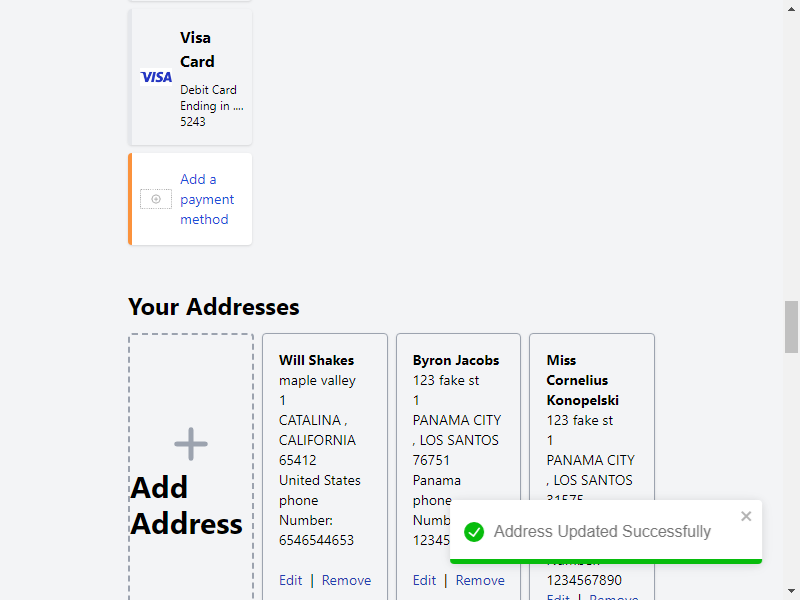 Visa
Card
VISA
Debit Card
Ending in ....
5243
Add a
payment
method
Your Addresses
Add
Address
Will Shakes
maple valley
1
CATALINA ,
CALIFORNIA
65412
United States
phone
Number:
6546544653
Edit | Remove
Byron Jacobs
123 fake st
1
PANAMA CITY
, LOS SANTOS
76751
Panama
phone
Numb
12345
Edit | Remove
Miss
Cornelius
Konopelski
123 fake st
1
PANAMA CITY
, LOS SANTOS
31575
Number:
1234567890
Edit | Remove
Address Updated Successfully